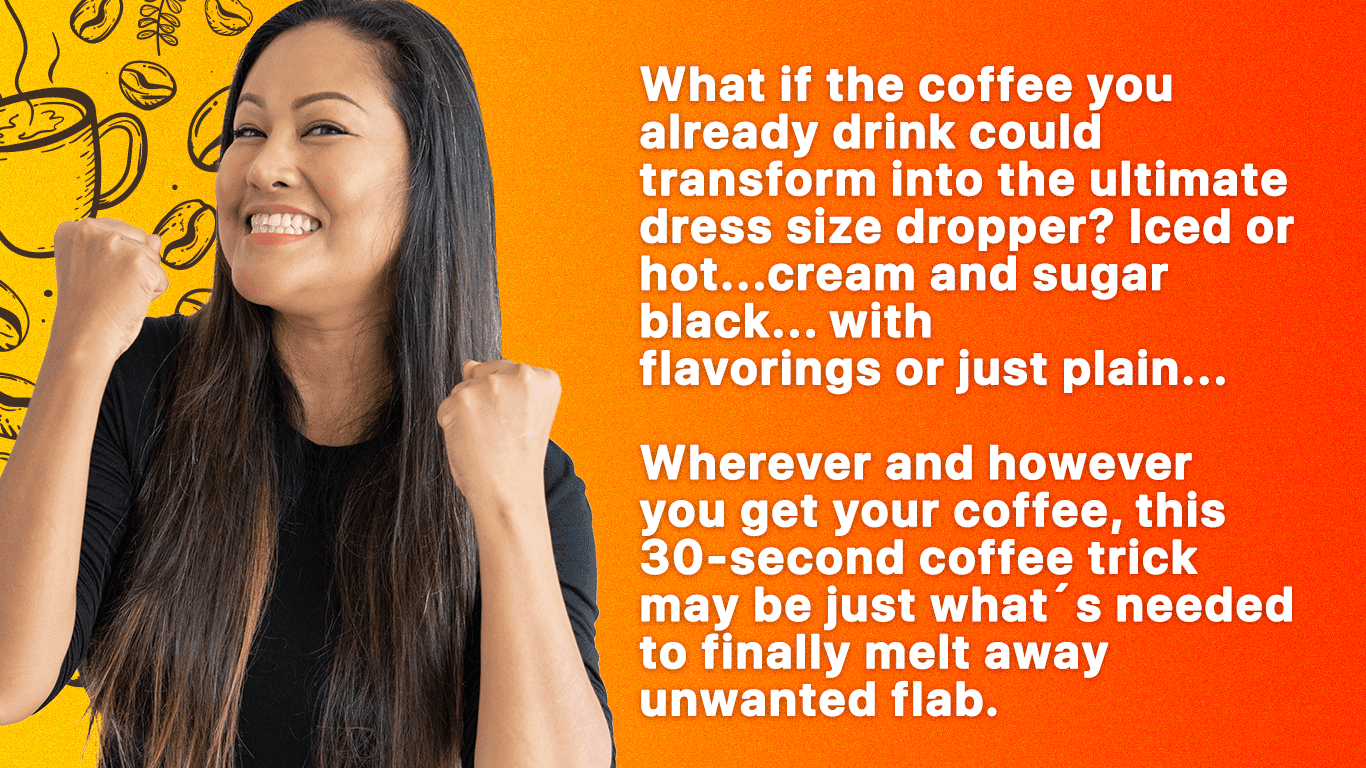 What if the coffee you
already drink could
transform into the ultimate
dress size dropper? Iced or
hot...cream and sugar
black... with
flavorings or just plain...
Wherever and however
you get your coffee, this
30-second coffee trick
may be just what´s needed
to finally melt away
unwanted flab.